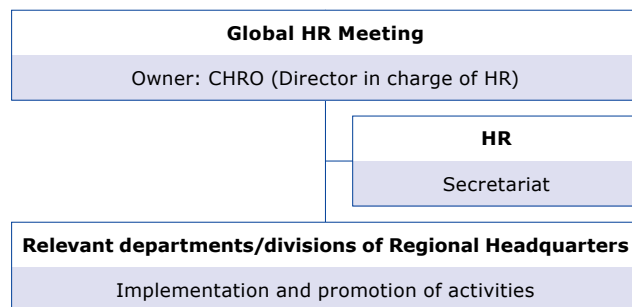 Global HR Meeting
Owner: CHRO (Director in charge of HR)
HR
Secretariat
Relevant departments/divisions of Regional Headquarters
Implementation and promotion of activities